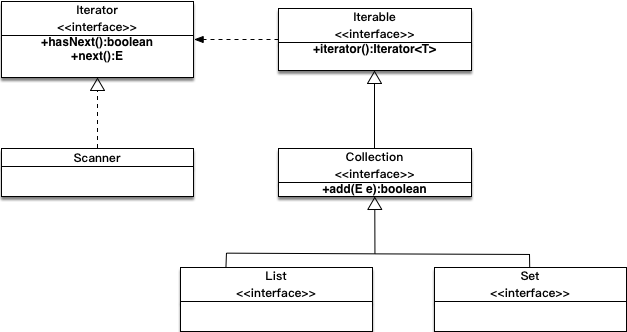 Iterator
<<interface>>
+hasNext():boolean
+next():E
Iterable
<<interface>>
+iterator():Iterator<T>
Scanner
Collection
<<interface>>
+add(E e):boolean
List
<<interface>>
Set
<<interface>>